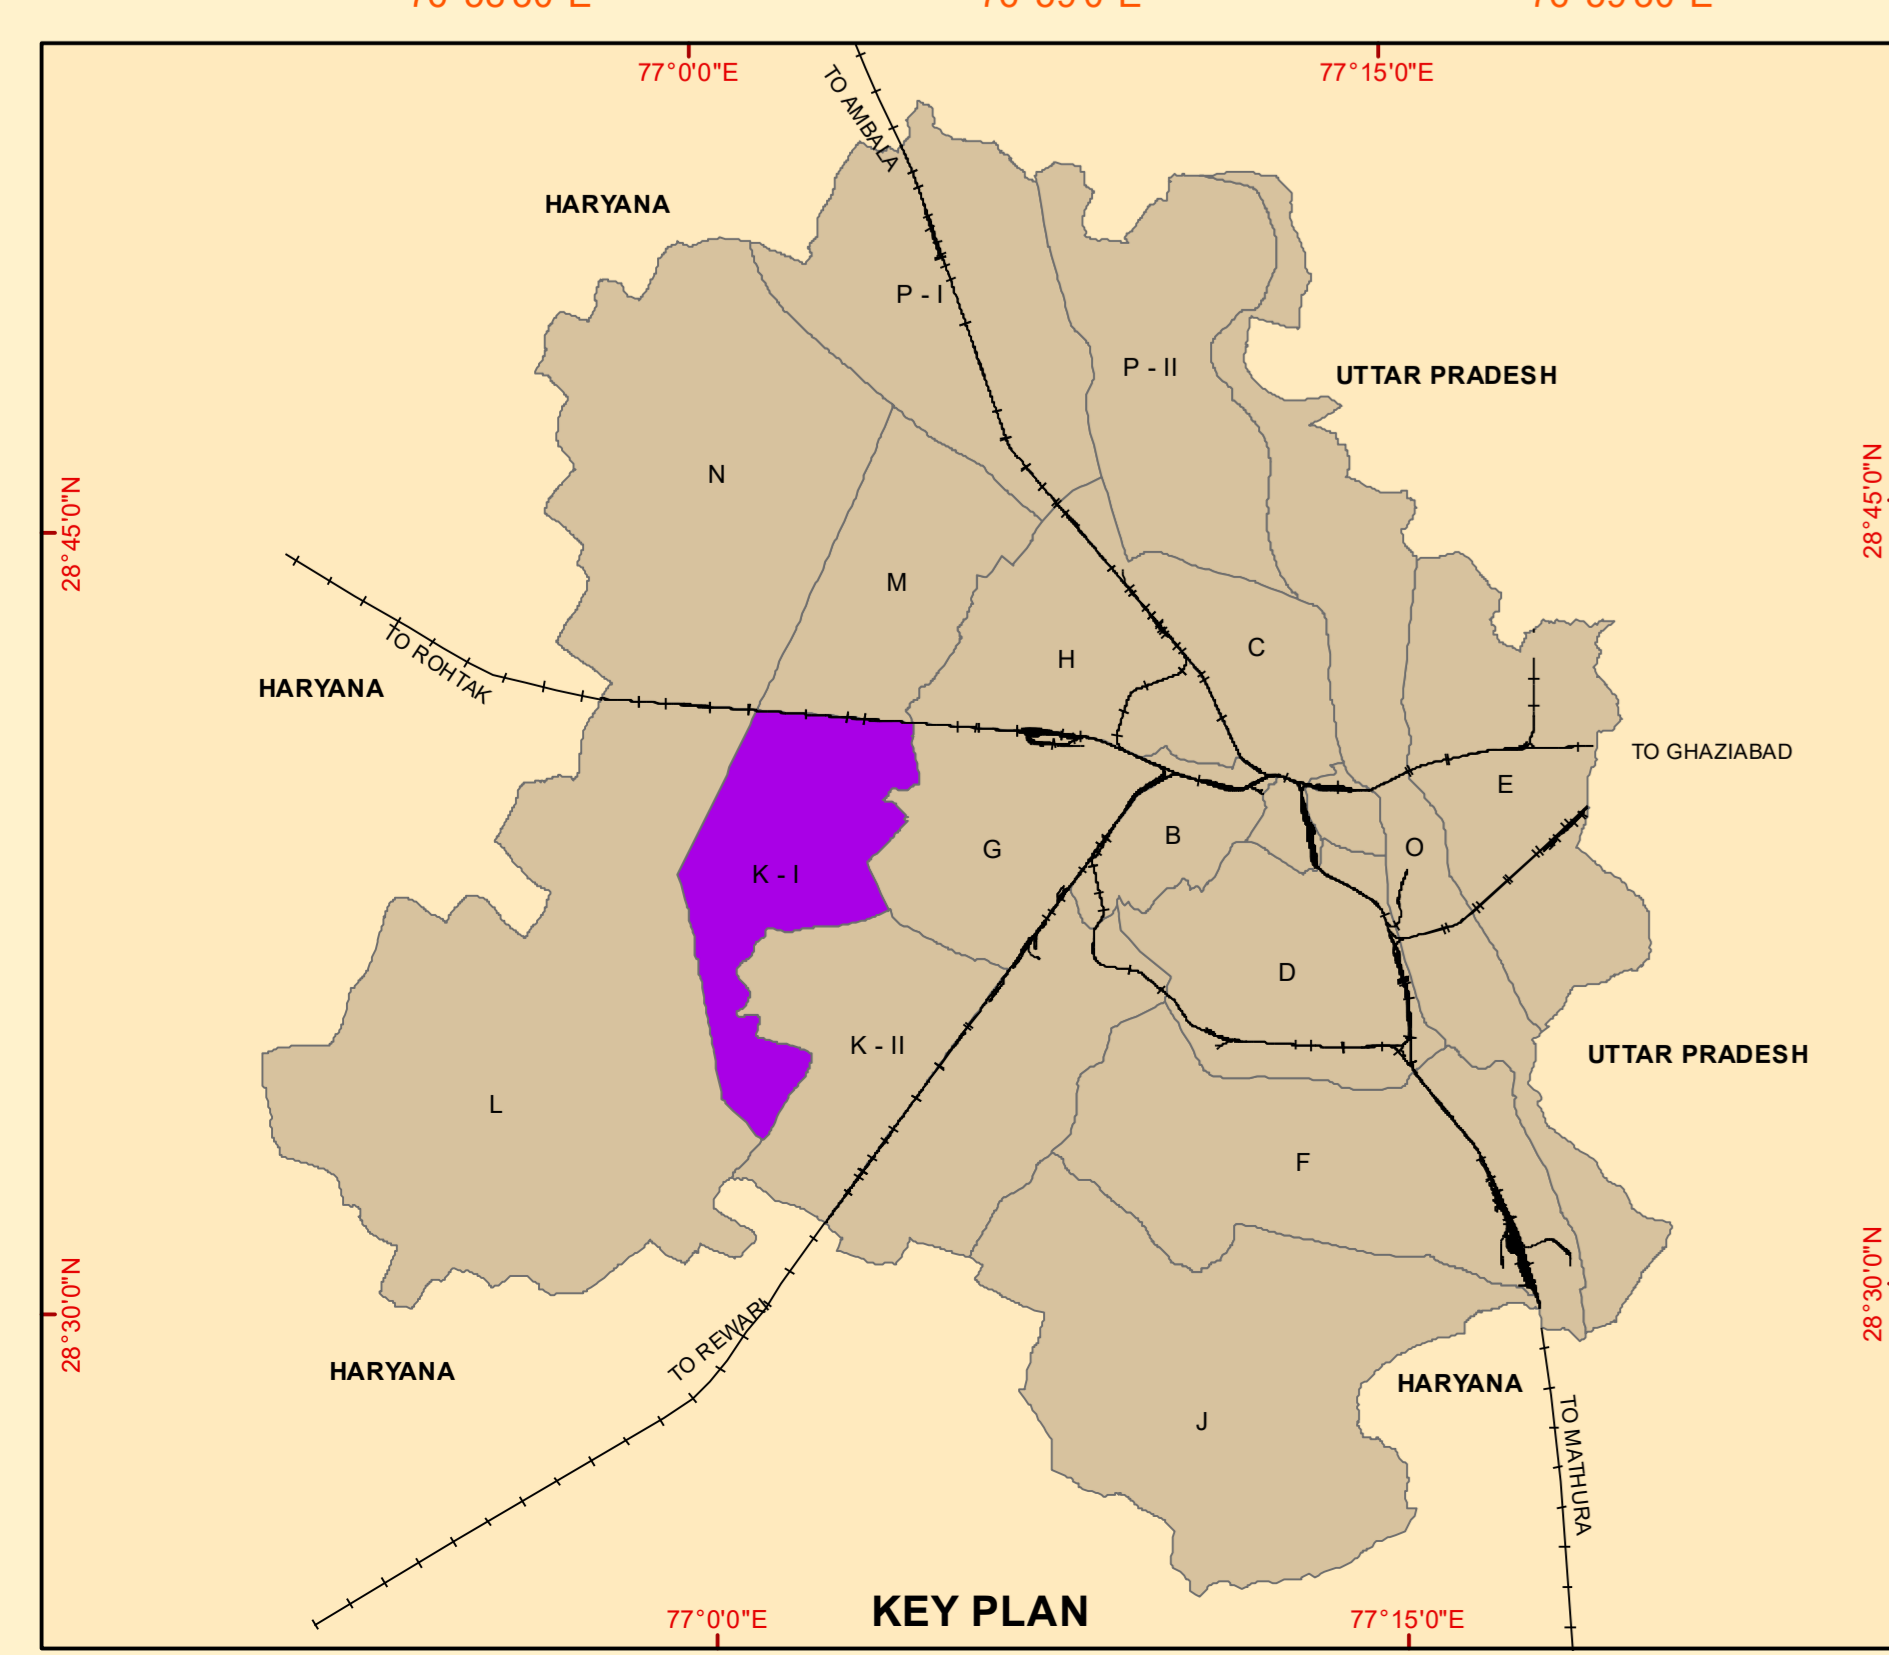 77°0'0"E
77°15'0"E
TO AMBALA
HARYANA
P - I
P - II
UTTAR PRADESH
N
28°45'0"N
28°45'0"N
M
TO ROHTAK
HARYANA
H
C
TO GHAZIABAD
E
B
G
O
K - I
D
K - II
UTTAR PRADESH
L
F
28°30'0"N
28°30'0"N
TO REWARI
HARYANA
HARYANA
J
TO MATHURA
KEY PLAN
77°0'0"E
77°15'0"E